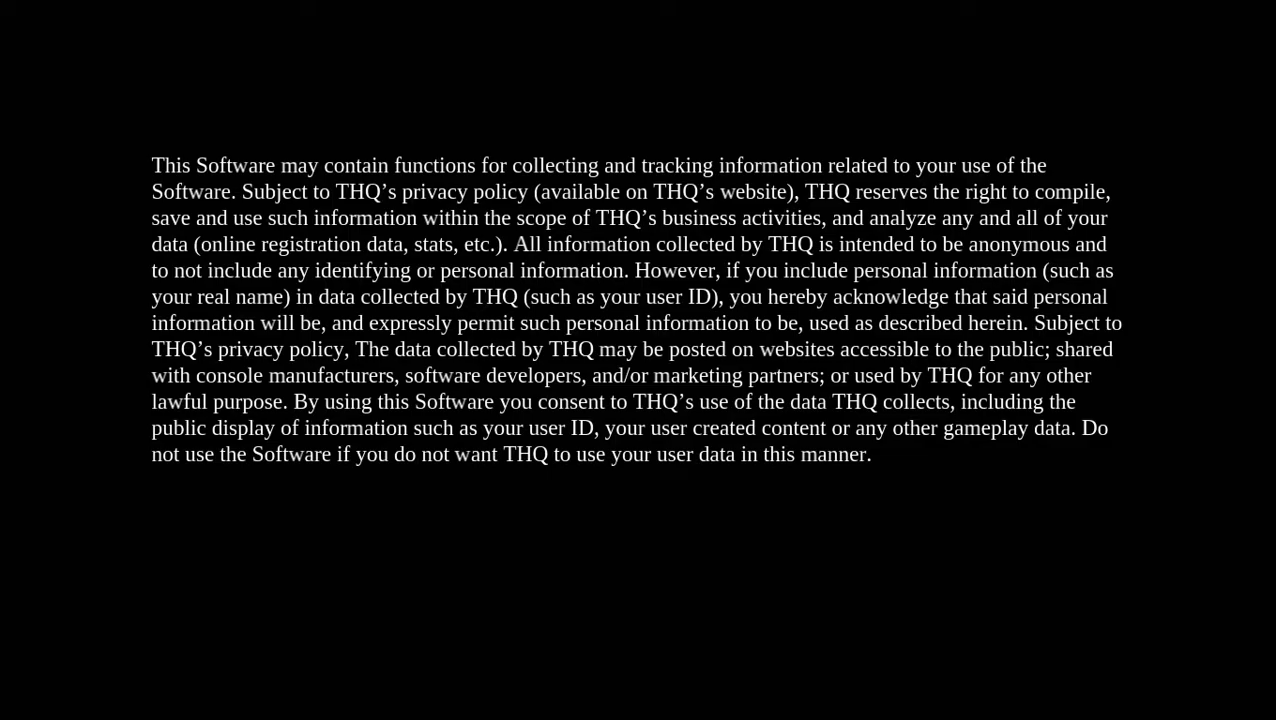 This Software may contain functions for collecting and tracking information related to your use of the
Software. Subject to THQ’s privacy policy (available on THQ’s website), THQ reserves the right to compile,
save and use such information within the scope of THQ’s business activities, and analyze any and all of your
data (online registration data, stats, etc.). All information collected by THQ is intended to be anonymous and
to not include any identifying or personal information. However, if you include personal information (such as
your real name) in data collected by THQ (such as your user ID), you hereby acknowledge that said personal
information will be, and expressly permit such personal information to be, used as described herein. Subject to
THQ’s privacy policy, The data collected by THQ may be posted on websites accessible to the public; shared
with console manufacturers, software developers, and/or marketing partners; or used by THQ for any other
lawful purpose. By using this Software you consent to THQ’s use of the data THQ collects, including the
public display of information such as your user ID, your user created content or any other gameplay data. Do
not use the Software if you do not want THQ to use your user data in this manner.